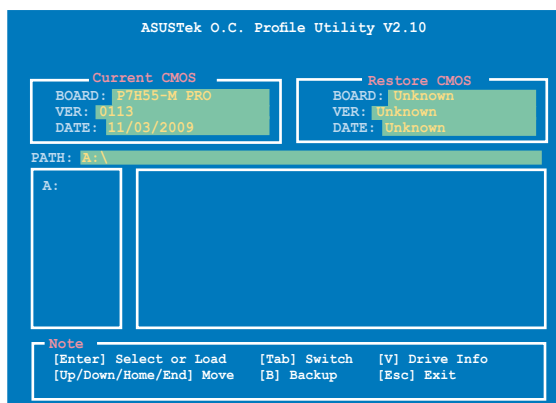 ASUSTek O.C. Profile Utility V2.10
Current CMOS
BOARD: P7H55-M PRO
VER: 0113
DATE: 11/03/2009
Restore CMOS
BOARD: Unknown
VER: Unknown
DATE: Unknown
PATH: A:\
A:
Note
[Enter] Select or Load [Tab] Switch [V] Drive Info
[Up/Down/Home/End] Move [B] Backup [Esc] Exit